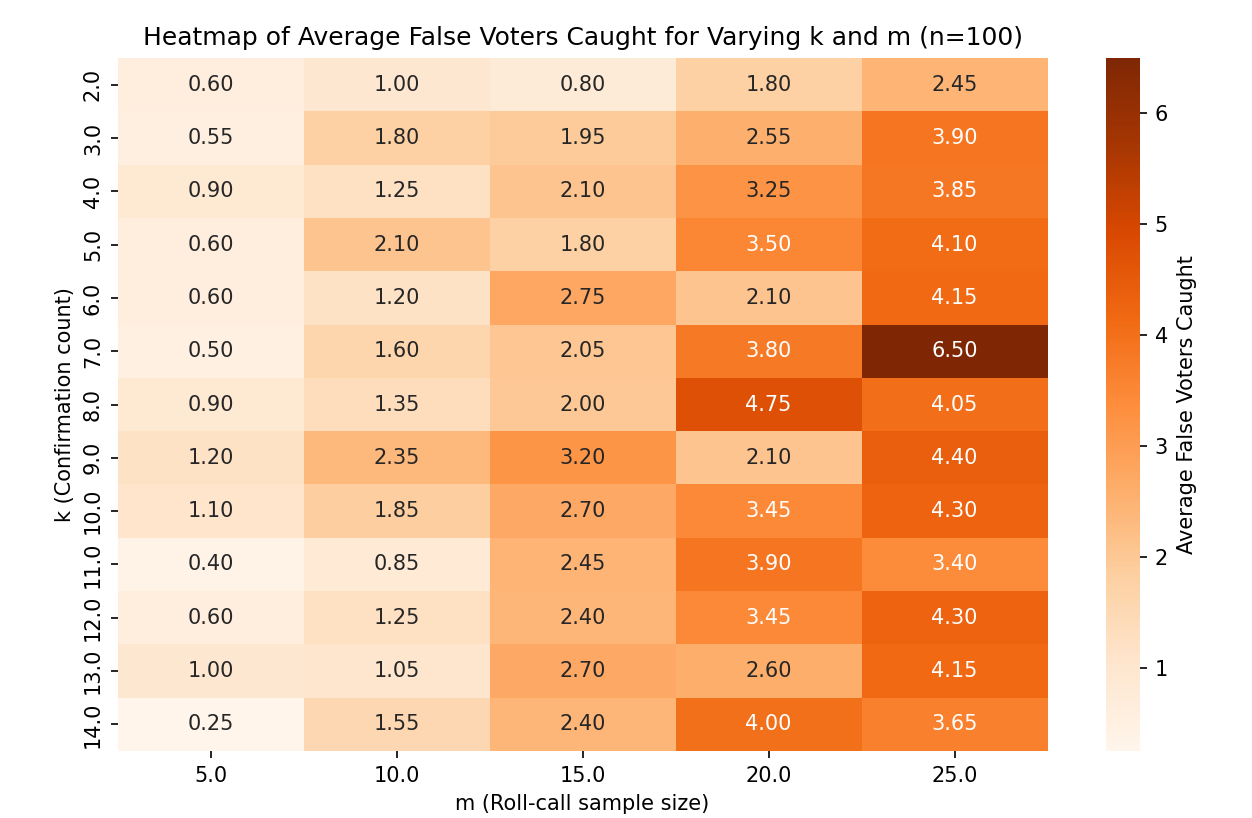 Heatmap of Average False Voters Caught for Varying k and m (n=100)
k (Confirmation count)
2.0 0.60 1.00 0.80 1.80 2.45
3.0 0.55 1.80 1.95 2.55 3.90
4.0 0.90 1.25 2.10 3.25 3.85
5.0 0.60 2.10 1.80 3.50 4.10
6.0 0.60 1.20 2.75 2.10 4.15
7.0 0.50 1.60 2.05 3.80 6.50
8.0 0.90 1.35 2.00 4.75 4.05
9.0 1.20 2.35 3.20 2.10 4.40
10.0 1.10 1.85 2.70 3.45 4.30
11.0 0.40 0.85 2.45 3.90 3.40
12.0 0.60 1.25 2.40 3.45 4.30
13.0 1.00 1.05 2.70 2.60 4.15
14.0 0.25 1.55 2.40 4.00 3.65
5.0 10.0 15.0 20.0 25.0
m (Roll-call sample size)
6
5
4
3
2
1
Average False Voters Caught